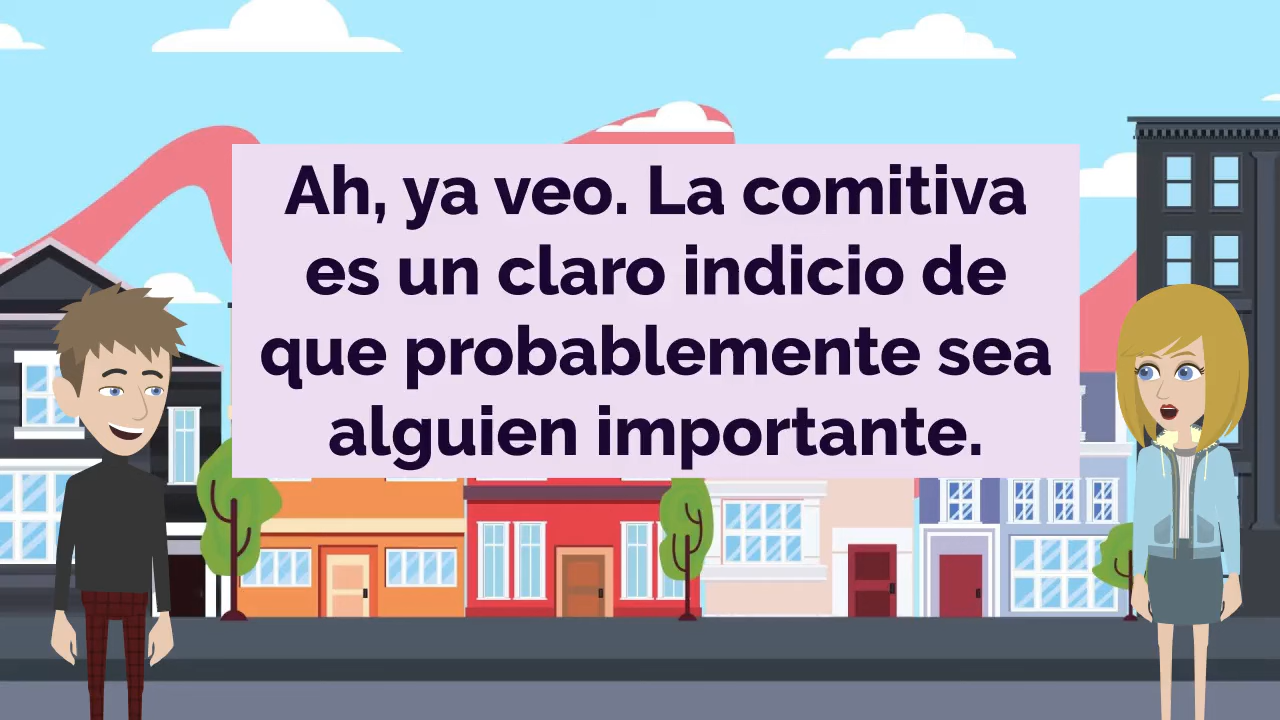 Ah, ya veo. La comitiva
es un claro indicio de
que probablemente sea
alguien importante.